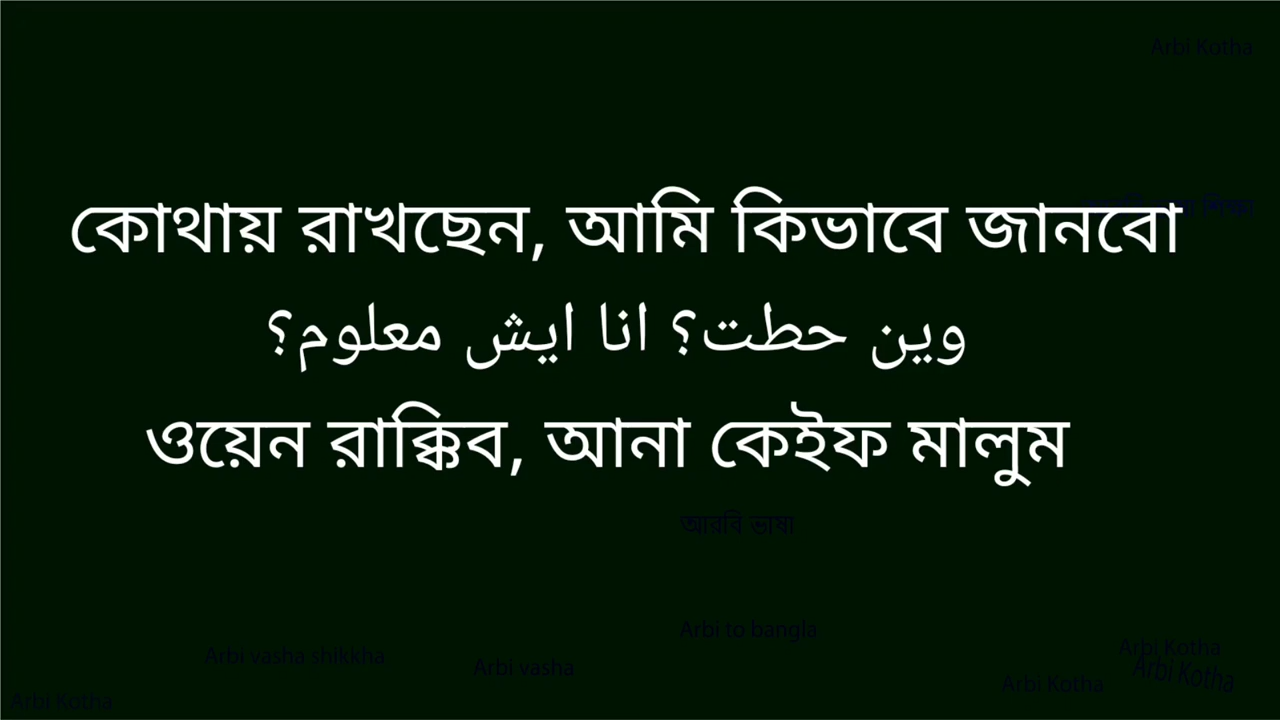 Arbi Kotha
কোথায় রাখছেন, আমি কিভাবে জানবো
وين حطت؟ انا ايش معلوم؟
ওয়েন রাক্কিব, আনা কেইফ মালুম
আরবি ভাষা
Arbi to bangla
Arbi Kotha
Arbi vasha shikkha
Arbi vasha
Arbi Kotha
Arbi Kotha
Arbi Kotha